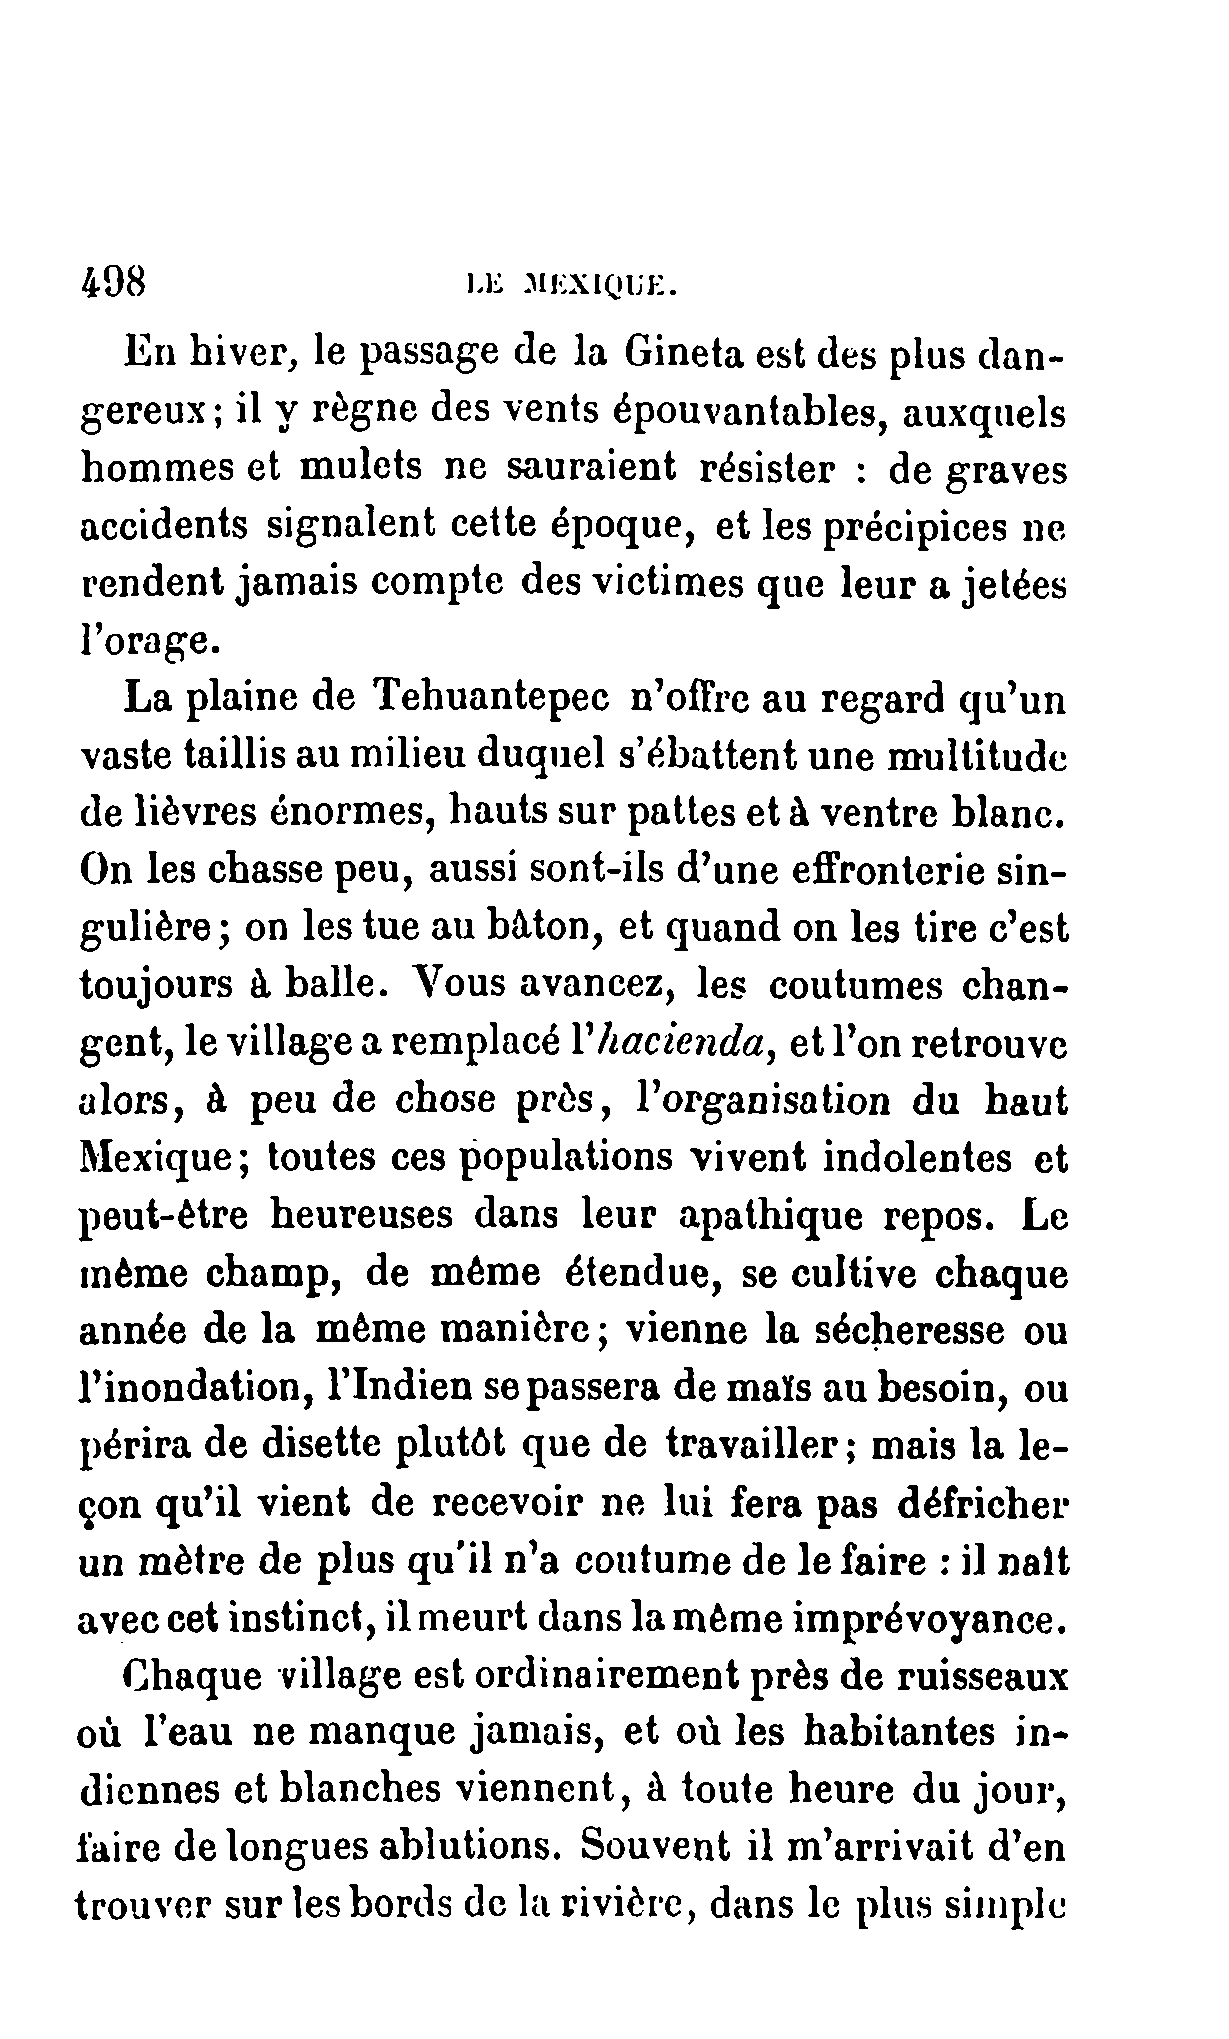 498 LE MEXIQUE.
En hiver, le passage de la Gineta est des plus dan-
gereux; il y règne des vents épouvantables, auxquels
hommes et mulets ne sauraient résister : de graves
accidents signalent cette époque, et les précipices ne
rendent jamais compte des victimes que leur a jetées
l'orage.
La plaine de Tehuantepec n'offre au regard qu'un
vaste taillis au milieu duquel s'ébattent une multitude
de lièvres énormes, hauts sur pattes et à ventre blanc.
On les chasse peu, aussi sont-ils d'une effronterie sin-
gulière; on les tue au bâton, et quand on les tire c'est
toujours à balle. Vous avancez, les coutumes chan-
gent, le village a remplacé l'hacienda, et l'on retrouve
alors, à peu de chose près, l'organisation du haut
Mexique; toutes ces populations vivent indolentes et
peut-être heureuses dans leur apathique repos. Le
même champ, de même étendue, se cultive chaque
année de la même manière; vienne la sécheresse ou
l'inondation, l'Indien se passera de maïs au besoin, ou
périra de disette plutôt que de travailler; mais la le-
çon qu'il vient de recevoir ne lui fera pas défricher
un mètre de plus qu'il n'a coutume de le faire : il naît
avec cet instinct, il meurt dans la même imprévoyance.
Chaque village est ordinairement près de ruisseaux
où l'eau ne manque jamais, et où les habitantes in-
diennes et blanches viennent, à toute heure du jour,
faire de longues ablutions. Souvent il m'arrivait d'en
trouver sur les bords de la rivière, dans le plus simple